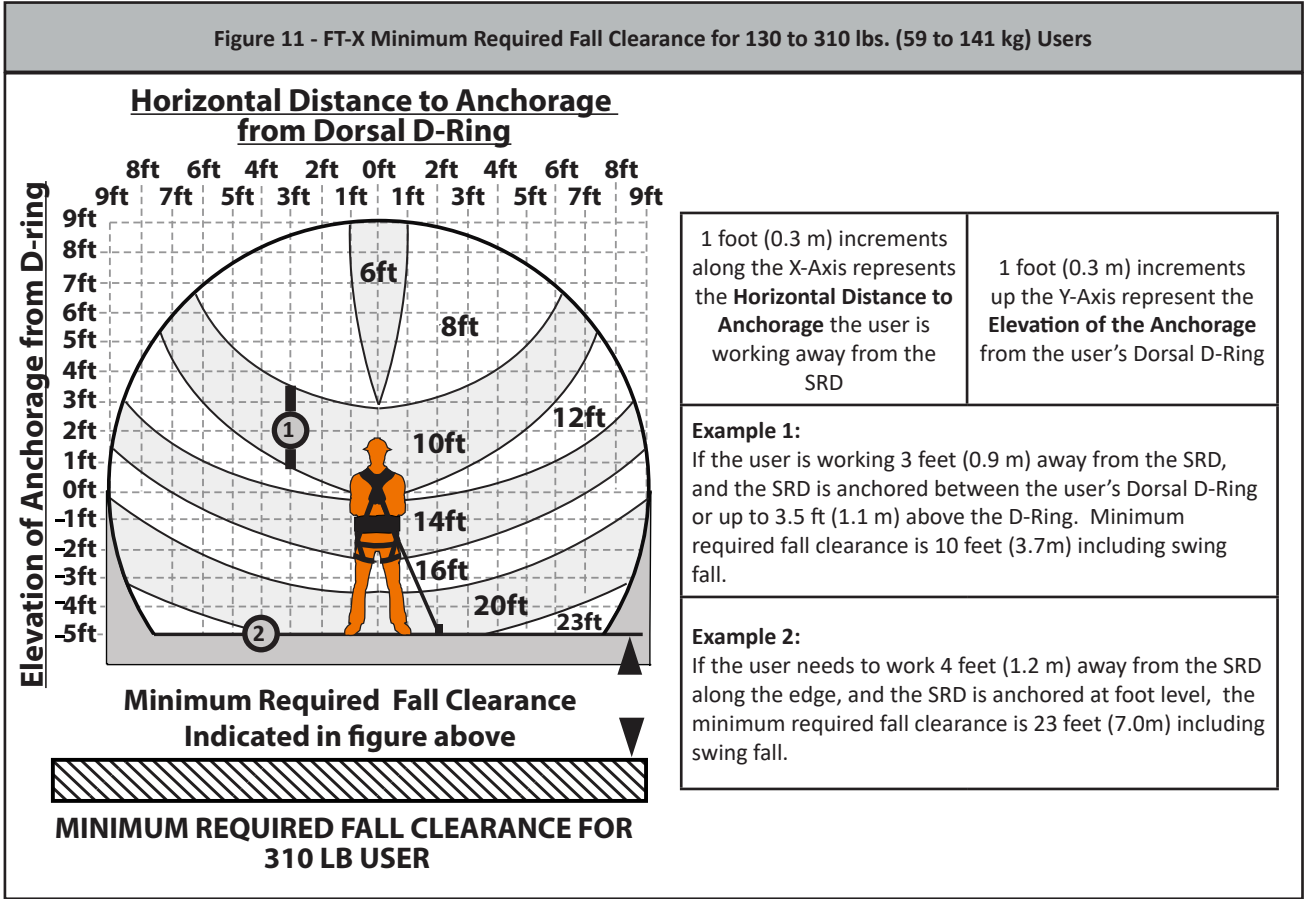 Figure 11 - FT-X Minimum Required Fall Clearance for 130 to 310 lbs. (59 to 141 kg) Users
Horizontal Distance to Anchorage
from Dorsal D-Ring
8ft 6ft 4ft 2ft 0ft 2ft 4ft 6ft 8ft
9ft 7ft 5ft 3ft 1ft 1ft 3ft 5ft 7ft 9ft
Elevation of Anchorage from D-ring
9ft
8ft
7ft
6ft
5ft
4ft
3ft
2ft
1ft
0ft
-1ft
-2ft
-3ft
-4ft
-5ft
6ft
8ft
12ft
1
10ft
14ft
16ft
20ft
23ft
2
Minimum Required Fall Clearance
Indicated in figure above
MINIMUM REQUIRED FALL CLEARANCE FOR
310 LB USER
1 foot (0.3 m) increments
along the X-Axis represents
the Horizontal Distance to
Anchorage the user is
working away from the
SRD
1 foot (0.3 m) increments
up the Y-Axis represent the
Elevation of the Anchorage
from the user's Dorsal D-Ring
Example 1:
If the user is working 3 feet (0.9 m) away from the SRD,
and the SRD is anchored between the user's Dorsal D-Ring
or up to 3.5 ft (1.1 m) above the D-Ring. Minimum
required fall clearance is 10 feet (3.7m) including swing
fall.
Example 2:
If the user needs to work 4 feet (1.2 m) away from the SRD
along the edge, and the SRD is anchored at foot level, the
minimum required fall clearance is 23 feet (7.0m) including
swing fall.